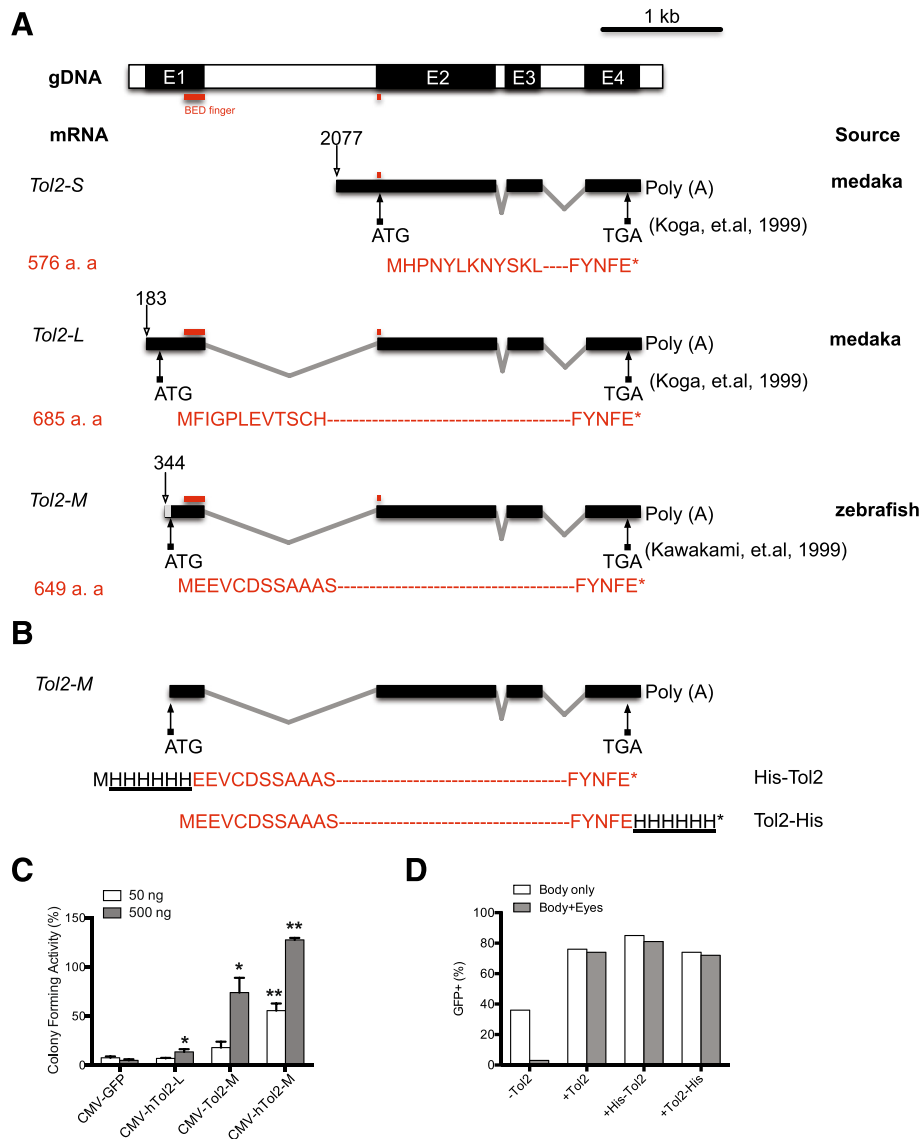 A
1 kb
gDNA
E1
E2
E3
E4
BED finger
mRNA
Source
2077
Tol2-S
Poly (A)
medaka
ATG
TGA
(Koga, et.al, 1999)
576 a. a
MHPNYLKNYSKL----FYNFE*
183
Tol2-L
Poly (A)
medaka
ATG
TGA
(Koga, et.al, 1999)
685 a. a
MFIGPLEVTSCH---------------------------------------FYNFE*
344
Tol2-M
Poly (A)
zebrafish
ATG
TGA
(Kawakami, et.al, 1999)
649 a. a
MEEVCDSSAAAS--------------------------------------FYNFE*
B
Tol2-M
Poly (A)
ATG
TGA
MHHHHHHEEVCDSSAAAS--------------------------------------FYNFE*
His-Tol2
MEEVCDSSAAAS--------------------------------------FYNFEHHHHHH*
Tol2-His
C
50 ng
500 ng
Colony Forming Activity (%)
150
100
50
0
*
*
**
**
CMV-GFP
CMV-hTol2-L
CMV-Tol2-M
CMV-hTol2-M
D
Body only
Body+Eyes
GFP+ (%)
100
80
60
40
20
0
-Tol2
+Tol2
+His-Tol2
+Tol2-His